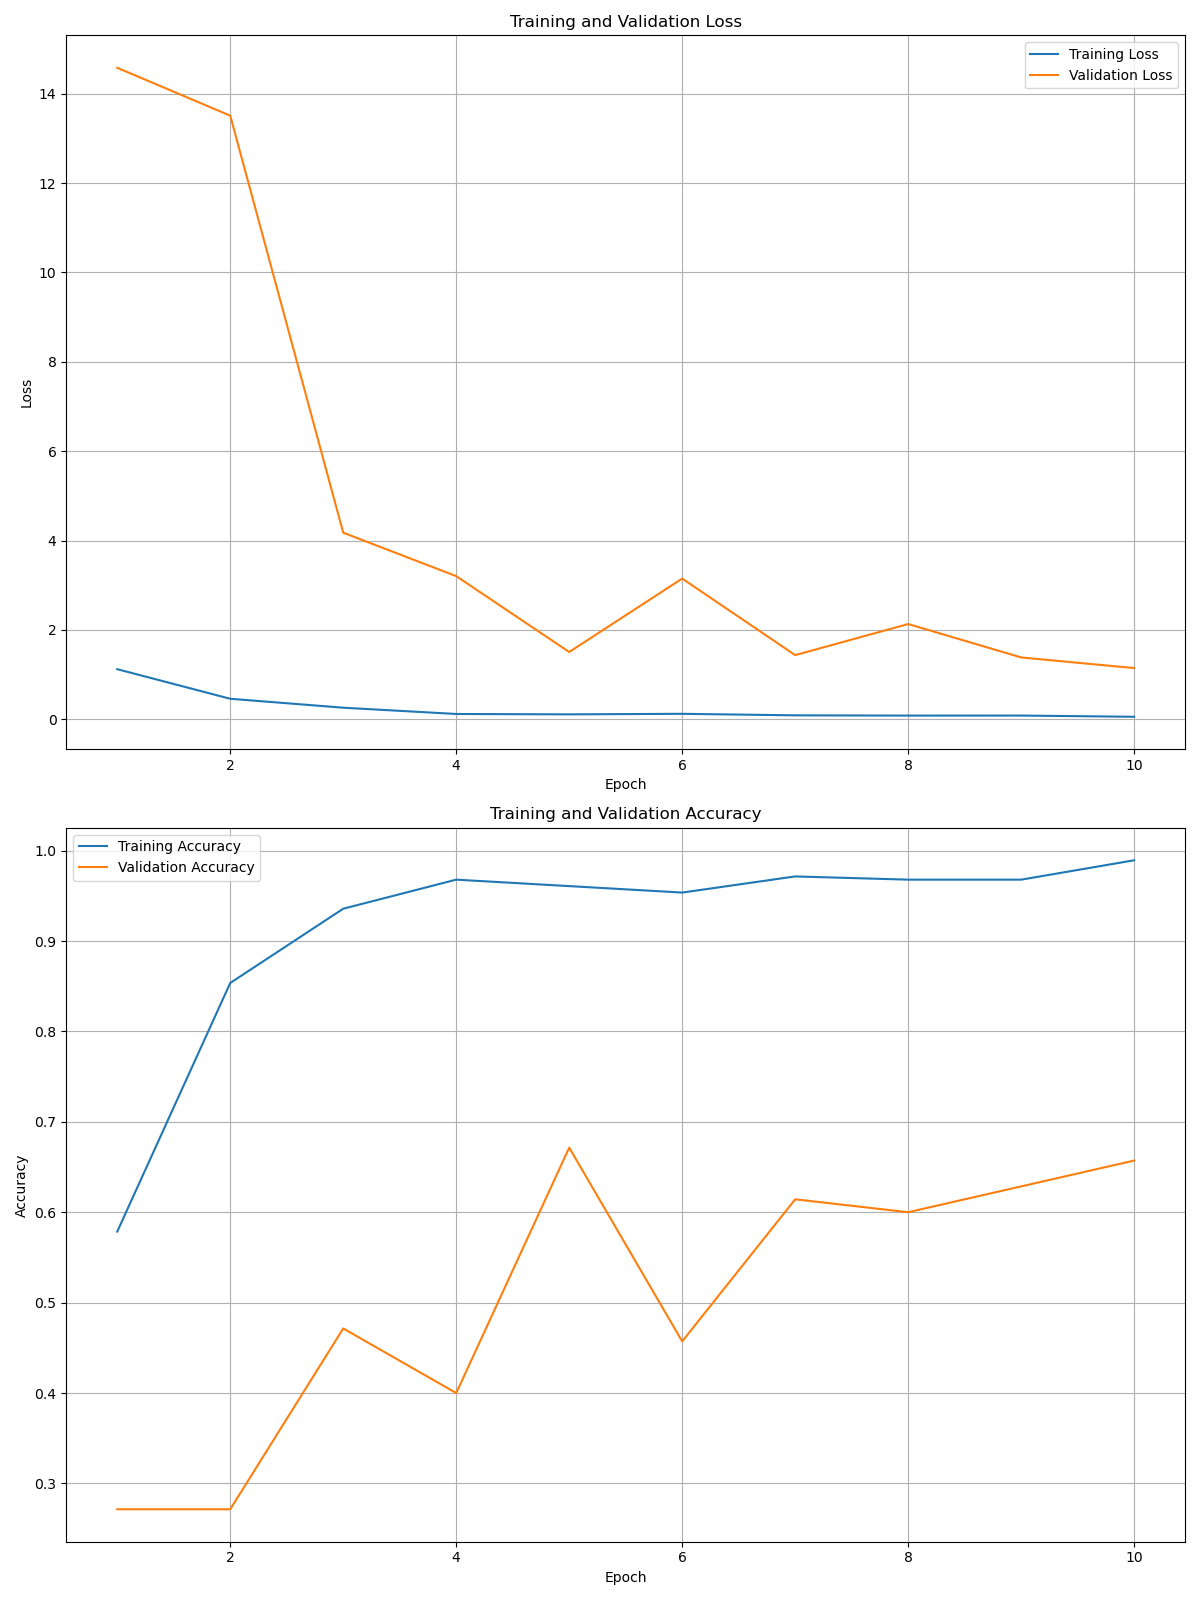 Training and Validation Loss
Training Loss
Validation Loss
14
12
10
8
6
4
2
0
Loss
2 4 6 8 10
Epoch
Training and Validation Accuracy
Training Accuracy
Validation Accuracy
1.0
0.9
0.8
0.7
0.6
0.5
0.4
0.3
Accuracy
2 4 6 8 10
Epoch